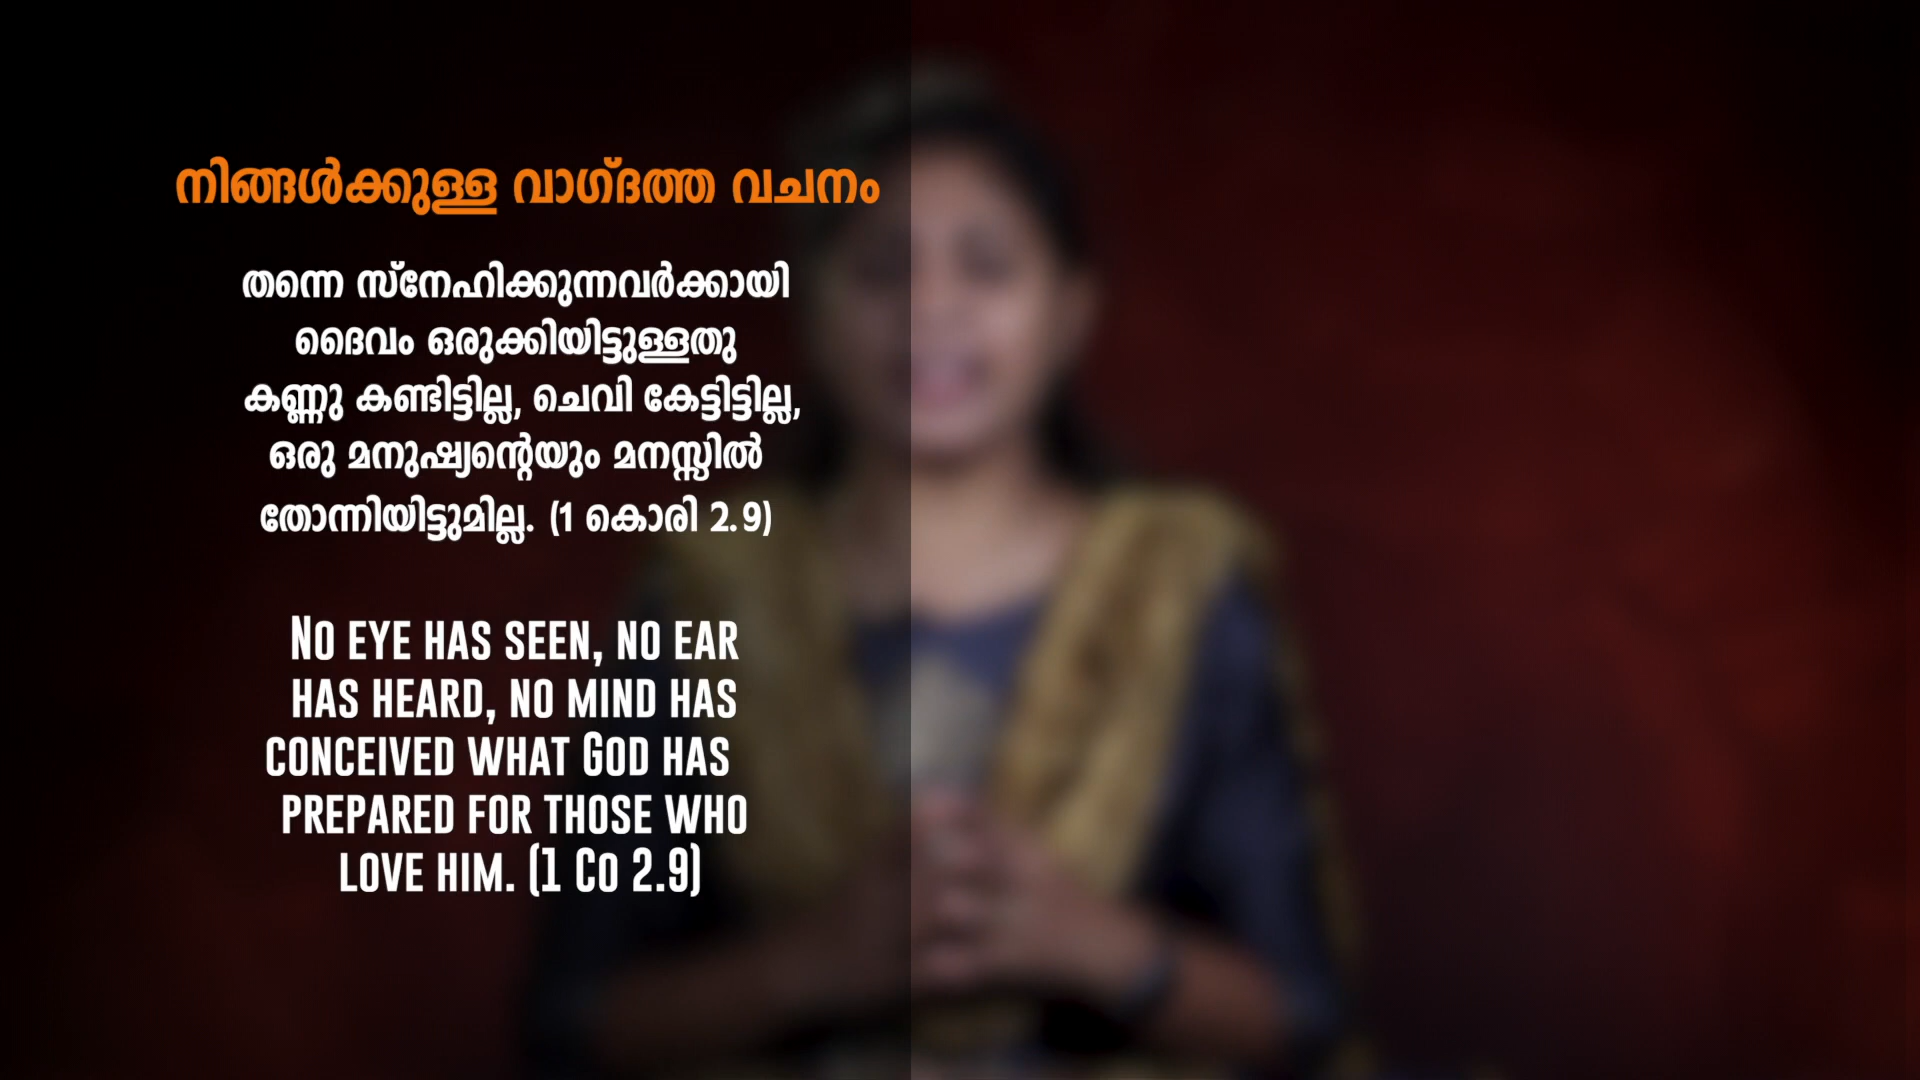 നിങ്ങൾക്കുള്ള വാഗ്ദത്ത വചനം
തന്നെ സ്നേഹിക്കുന്നവർക്കായി
ദൈവം ഒരുക്കിയിട്ടുള്ളതു
കണ്ണു കണ്ടിട്ടില്ല, ചെവി കേട്ടിട്ടില്ല,
ഒരു മനുഷ്യന്റെയും മനസ്സിൽ
തോന്നിയിട്ടുമില്ല. (1 കൊരി 2.9)
No eye has seen, no ear
has heard, no mind has
conceived what God has
prepared for those who
love him. (1 Co 2.9)